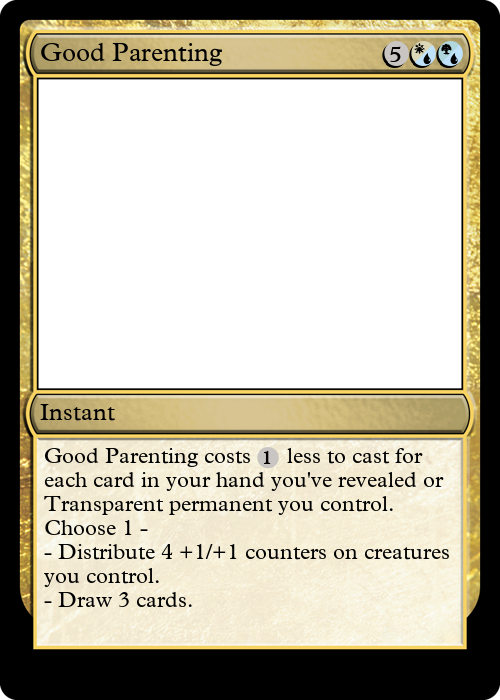 Good Parenting 5
Instant
Good Parenting costs 1 less to cast for
each card in your hand you've revealed or
Transparent permanent you control.
Choose 1 -
- Distribute 4 +1/+1 counters on creatures
you control.
- Draw 3 cards.